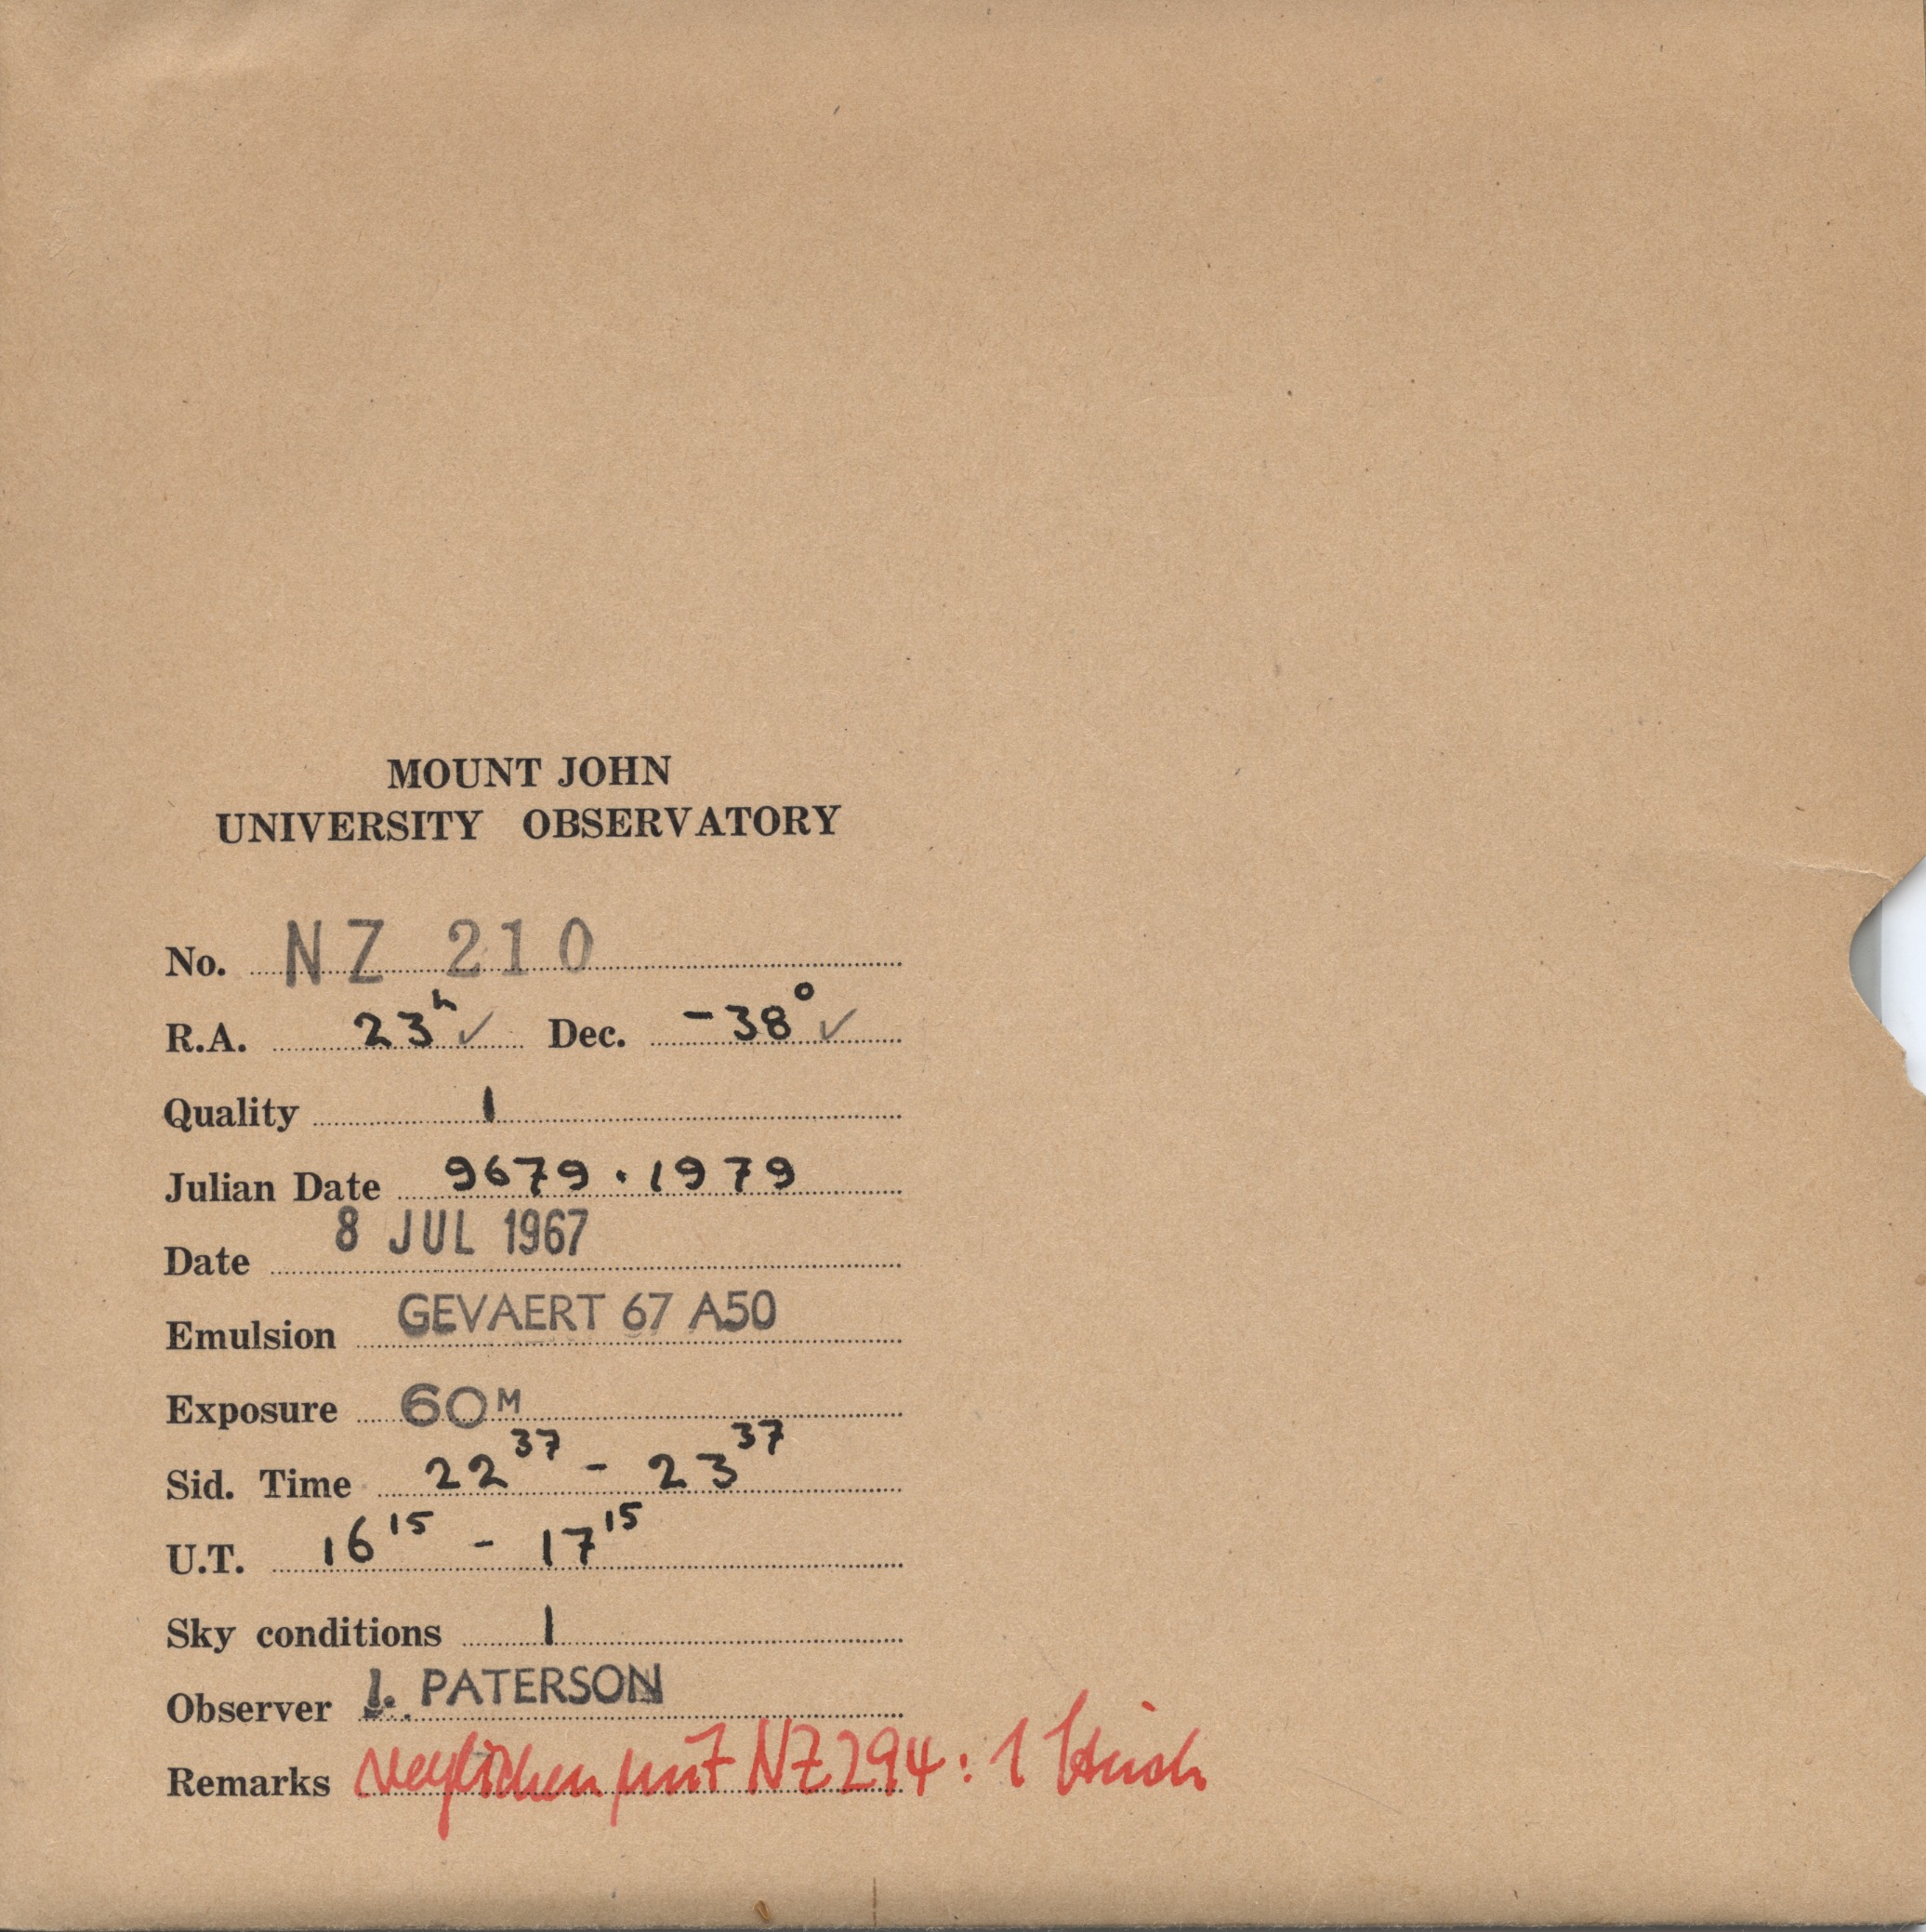 MOUNT JOHN
UNIVERSITY OBSERVATORY
No. NZ 210
R.A. 23h ✓ Dec. -38° ✓
Quality 1
Julian Date 9679.1979
Date 8 JUL 1967
Emulsion GEVAERT 67 A50
Exposure 60M
Sid. Time 22 37 - 23 37
U.T. 16 15 - 17 15
Sky conditions 1
Observer J. PATERSON
Remarks verglichen mit NZ294: 1